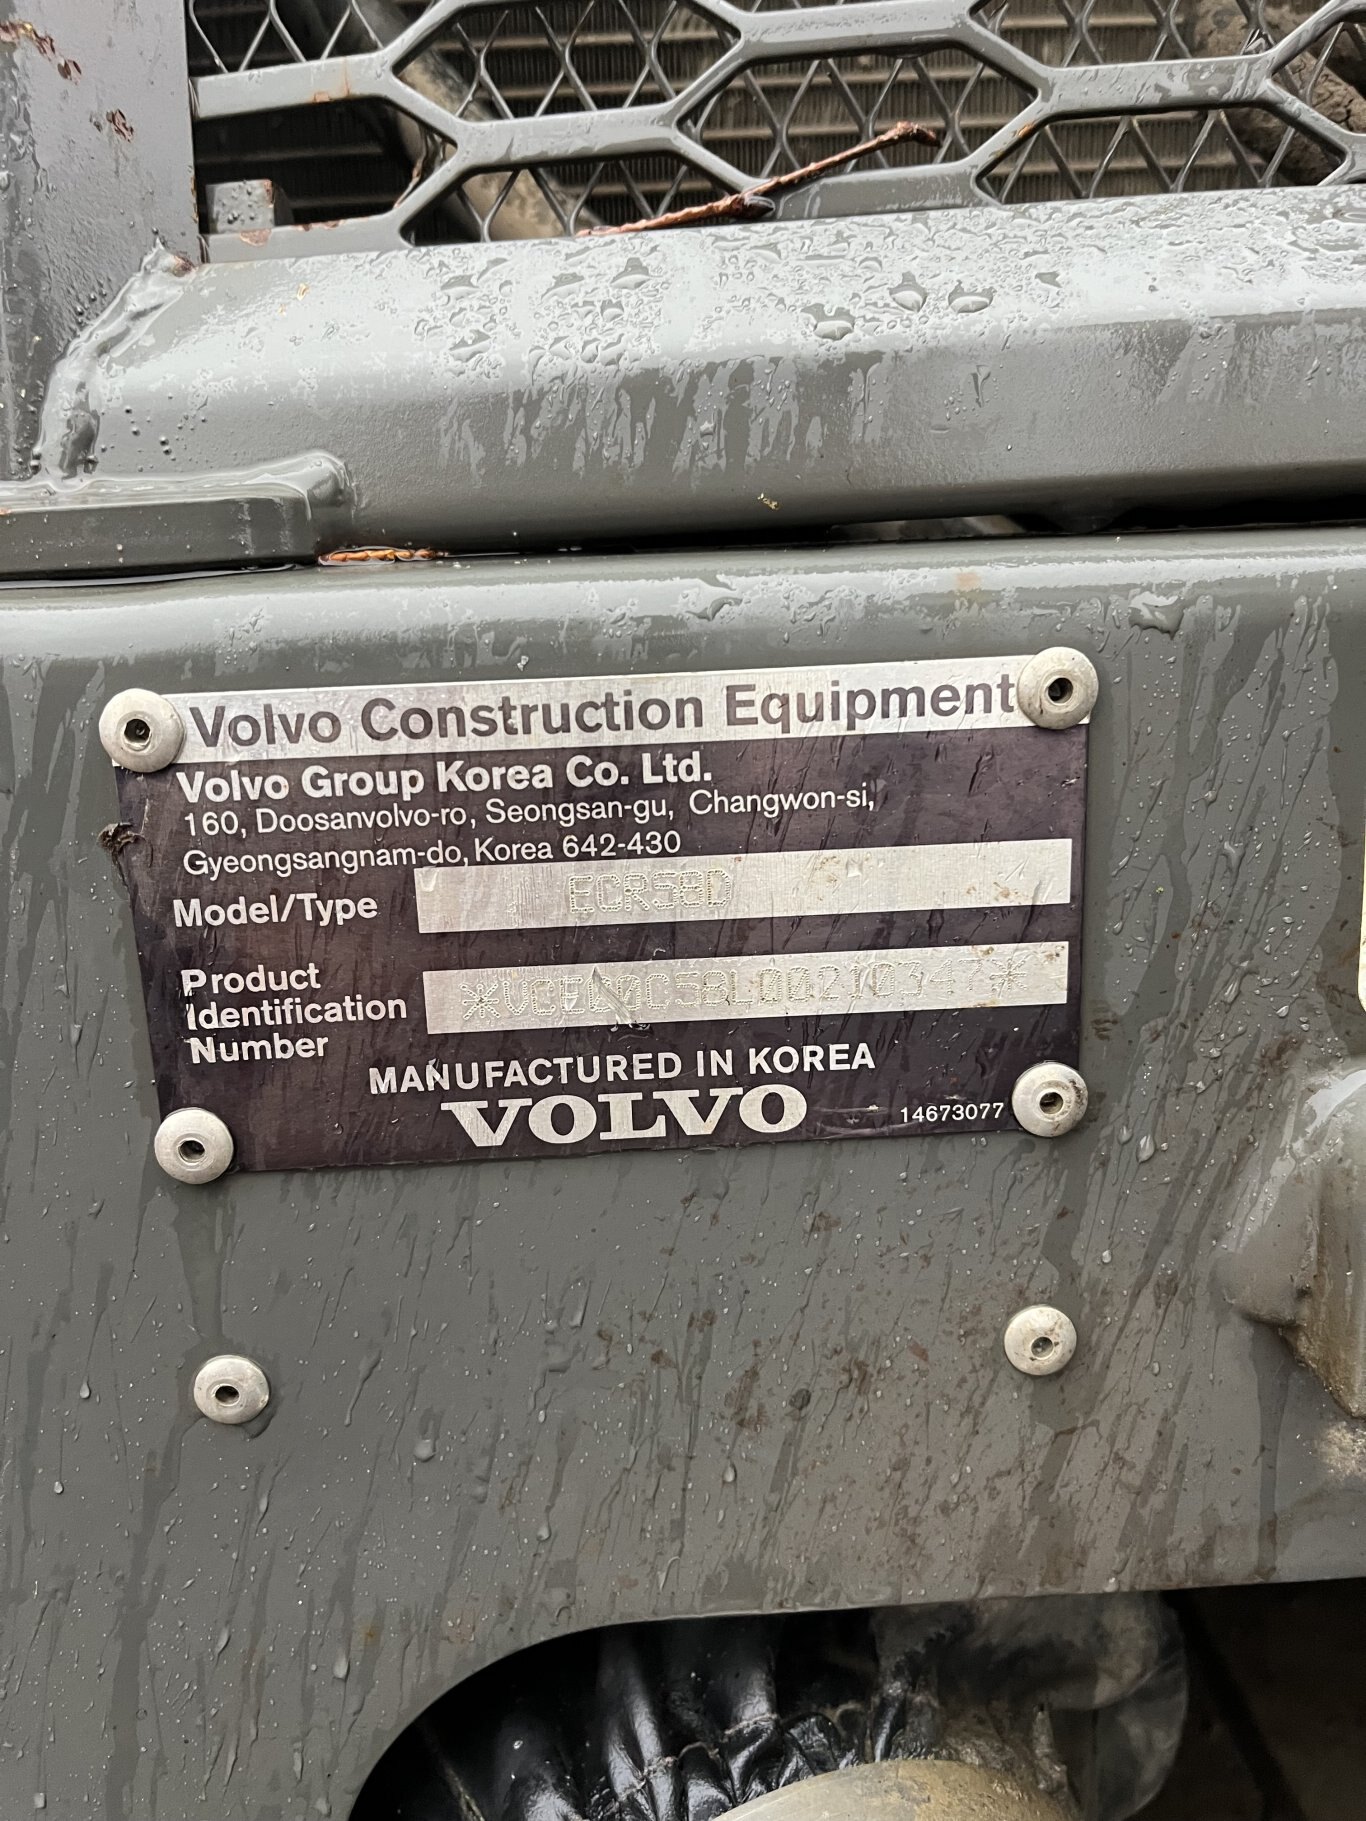 Volvo Construction Equipment
Volvo Group Korea Co. Ltd.
160, Doosanvolvo-ro, Seongsan-gu, Changwon-si,
Gyeongsangnam-do, Korea 642-430
Model/Type ECR58D
Product
Identification
Number
MANUFACTURED IN KOREA
VOLVO
14673077